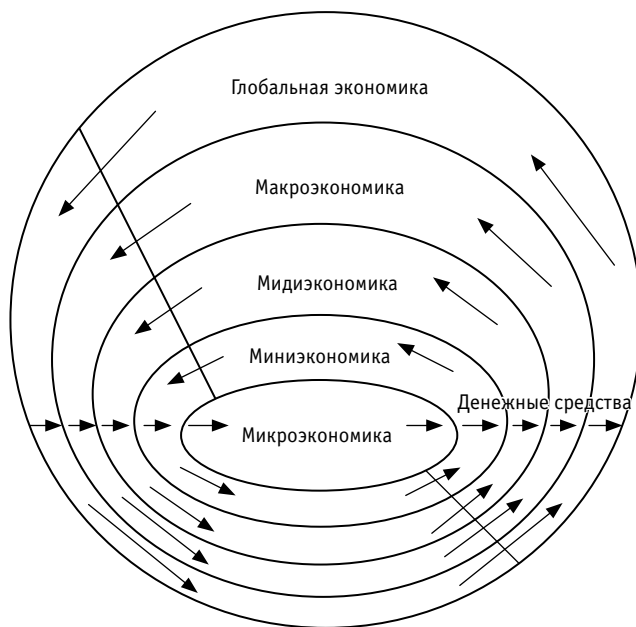 Глобальная экономика
Макроэкономика
Мидиэкономика
Миниэкономика
Денежные средства
Микроэкономика